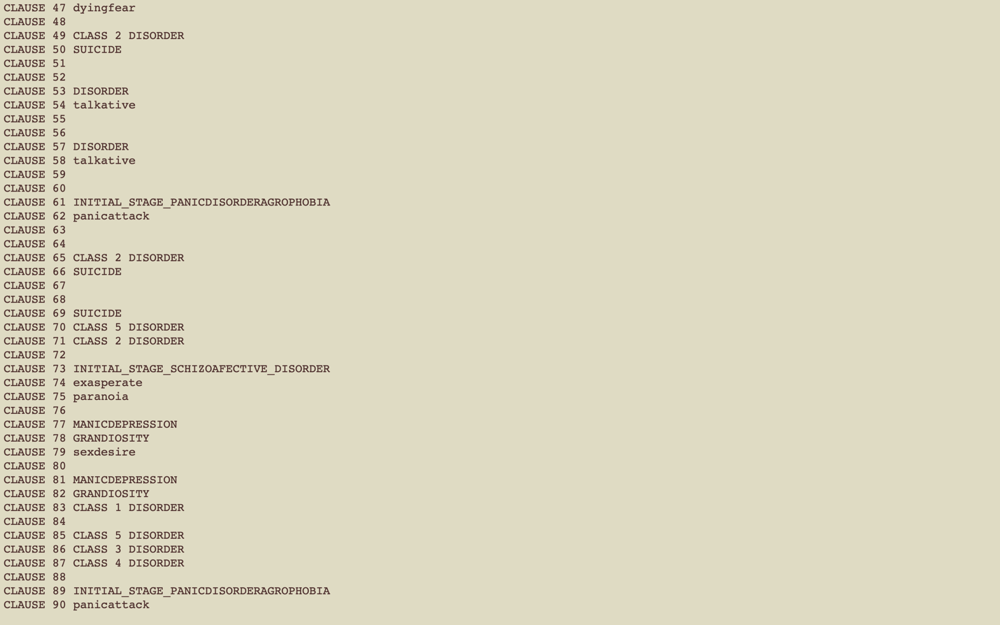 CLAUSE 47 dyingfear
CLAUSE 48
CLAUSE 49 CLASS 2 DISORDER
CLAUSE 50 SUICIDE
CLAUSE 51
CLAUSE 52
CLAUSE 53 DISORDER
CLAUSE 54 talkative
CLAUSE 55
CLAUSE 56
CLAUSE 57 DISORDER
CLAUSE 58 talkative
CLAUSE 59
CLAUSE 60
CLAUSE 61 INITIAL_STAGE_PANICDISORDERAGROPHOBIA
CLAUSE 62 panicattack
CLAUSE 63
CLAUSE 64
CLAUSE 65 CLASS 2 DISORDER
CLAUSE 66 SUICIDE
CLAUSE 67
CLAUSE 68
CLAUSE 69 SUICIDE
CLAUSE 70 CLASS 5 DISORDER
CLAUSE 71 CLASS 2 DISORDER
CLAUSE 72
CLAUSE 73 INITIAL_STAGE_SCHIZOAFECTIVE_DISORDER
CLAUSE 74 exasperate
CLAUSE 75 paranoia
CLAUSE 76
CLAUSE 77 MANICDEPRESSION
CLAUSE 78 GRANDIOSITY
CLAUSE 79 sexdesire
CLAUSE 80
CLAUSE 81 MANICDEPRESSION
CLAUSE 82 GRANDIOSITY
CLAUSE 83 CLASS 1 DISORDER
CLAUSE 84
CLAUSE 85 CLASS 5 DISORDER
CLAUSE 86 CLASS 3 DISORDER
CLAUSE 87 CLASS 4 DISORDER
CLAUSE 88
CLAUSE 89 INITIAL_STAGE_PANICDISORDERAGROPHOBIA
CLAUSE 90 panicattack